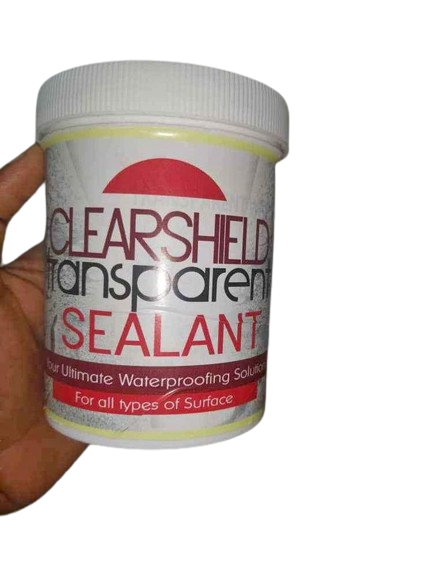 CLEARSHIELD
transparent
SEALANT
Your Ultimate Waterproofing Solution
For all types of Surface